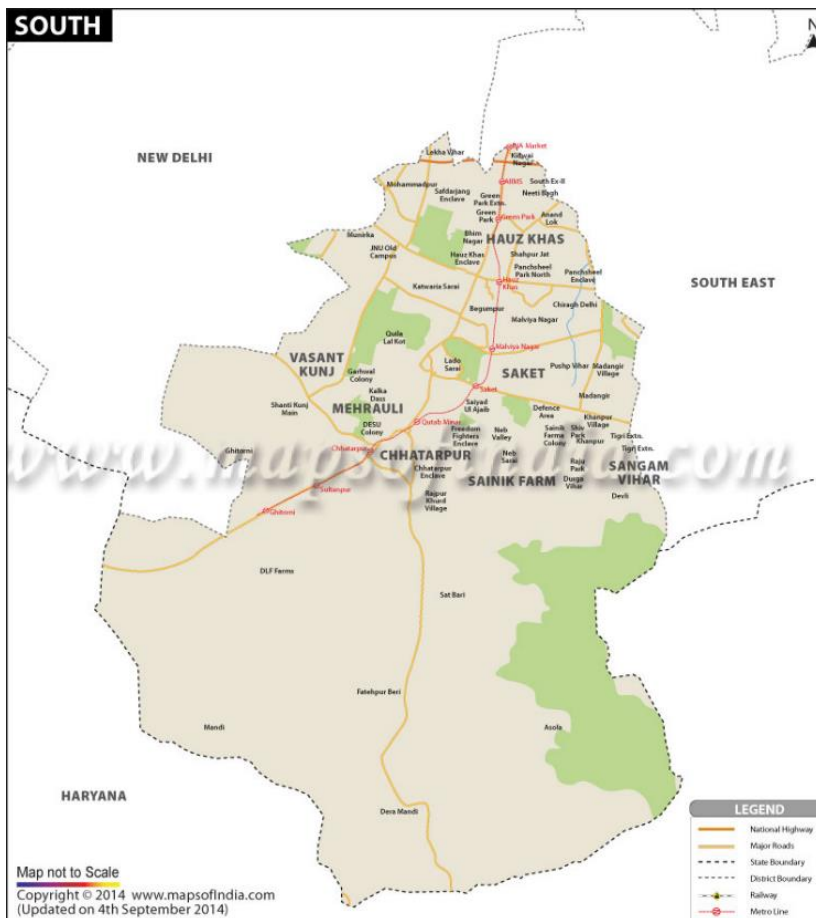 SOUTH
N
NEW DELHI
INA Market
Kidwai
Nagar
Lekha Vihar
AIIMS
South Ex-II
Mohammadpur
Safdarjang
Enclave
Neeti Bagh
Green
Park Extn.
Green
Park
Green Park
Anand
Lok
Munirka
Bhim
Nagar
HAUZ KHAS
JNU Old
Campus
Hauz Khas
Enclave
Shahpur Jat
Panchsheel
Park North
Panchsheel
Enclave
SOUTH EAST
Katwaria Sarai
Hauz
Khas
Begumpur
Chiragh Delhi
Malviya Nagar
Quila
Lal Kot
Malviya Nagar
VASANT
KUNJ
Lado
Sarai
Pushp Vihar
Madangir
Village
Garhwal
Colony
SAKET
Saket
Kalka
Dass
Madangir
Shanti Kunj
Main
MEHRAULI
Saiyad
Ul Ajaib
Defence
Area
Khanpur
Village
DESU
Colony
Qutab Minar
Freedom
Fighters
Enclave
Neb
Valley
Sainik
Farms
Colony
Shiv
Park
Khanpur
Tigri Extn.
Tigri Extn.
Ghitorni
Chhatarpur
CHHATARPUR
Neb
Sarai
www.mapsofindia.com
Chhatarpur
Enclave
Raju
Park
SANGAM
VIHAR
Sultanpur
SAINIK FARM
Durga
Vihar
Rajpur
Khurd
Village
Devli
Ghitorni
DLF Farms
Sat Bari
Fatehpur Beri
Mandi
Asola
HARYANA
Dera Mandi
LEGEND
National Highway
Major Roads
State Boundary
District Boundary
Railway
Metro Line
Map not to Scale
Copyright © 2014 www.mapsofindia.com
(Updated on 4th September 2014)